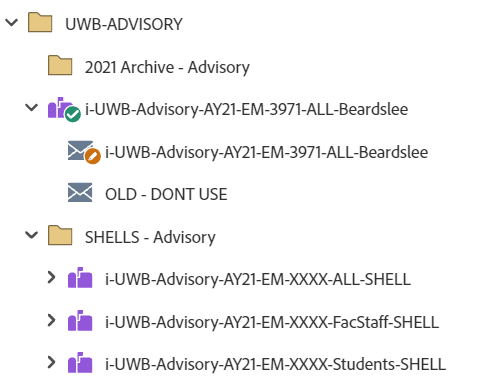 UWB-ADVISORY
2021 Archive - Advisory
i-UWB-Advisory-AY21-EM-3971-ALL-Beardslee
i-UWB-Advisory-AY21-EM-3971-ALL-Beardslee
OLD - DONT USE
SHELLS - Advisory
i-UWB-Advisory-AY21-EM-XXXX-ALL-SHELL
i-UWB-Advisory-AY21-EM-XXXX-FacStaff-SHELL
i-UWB-Advisory-AY21-EM-XXXX-Students-SHELL